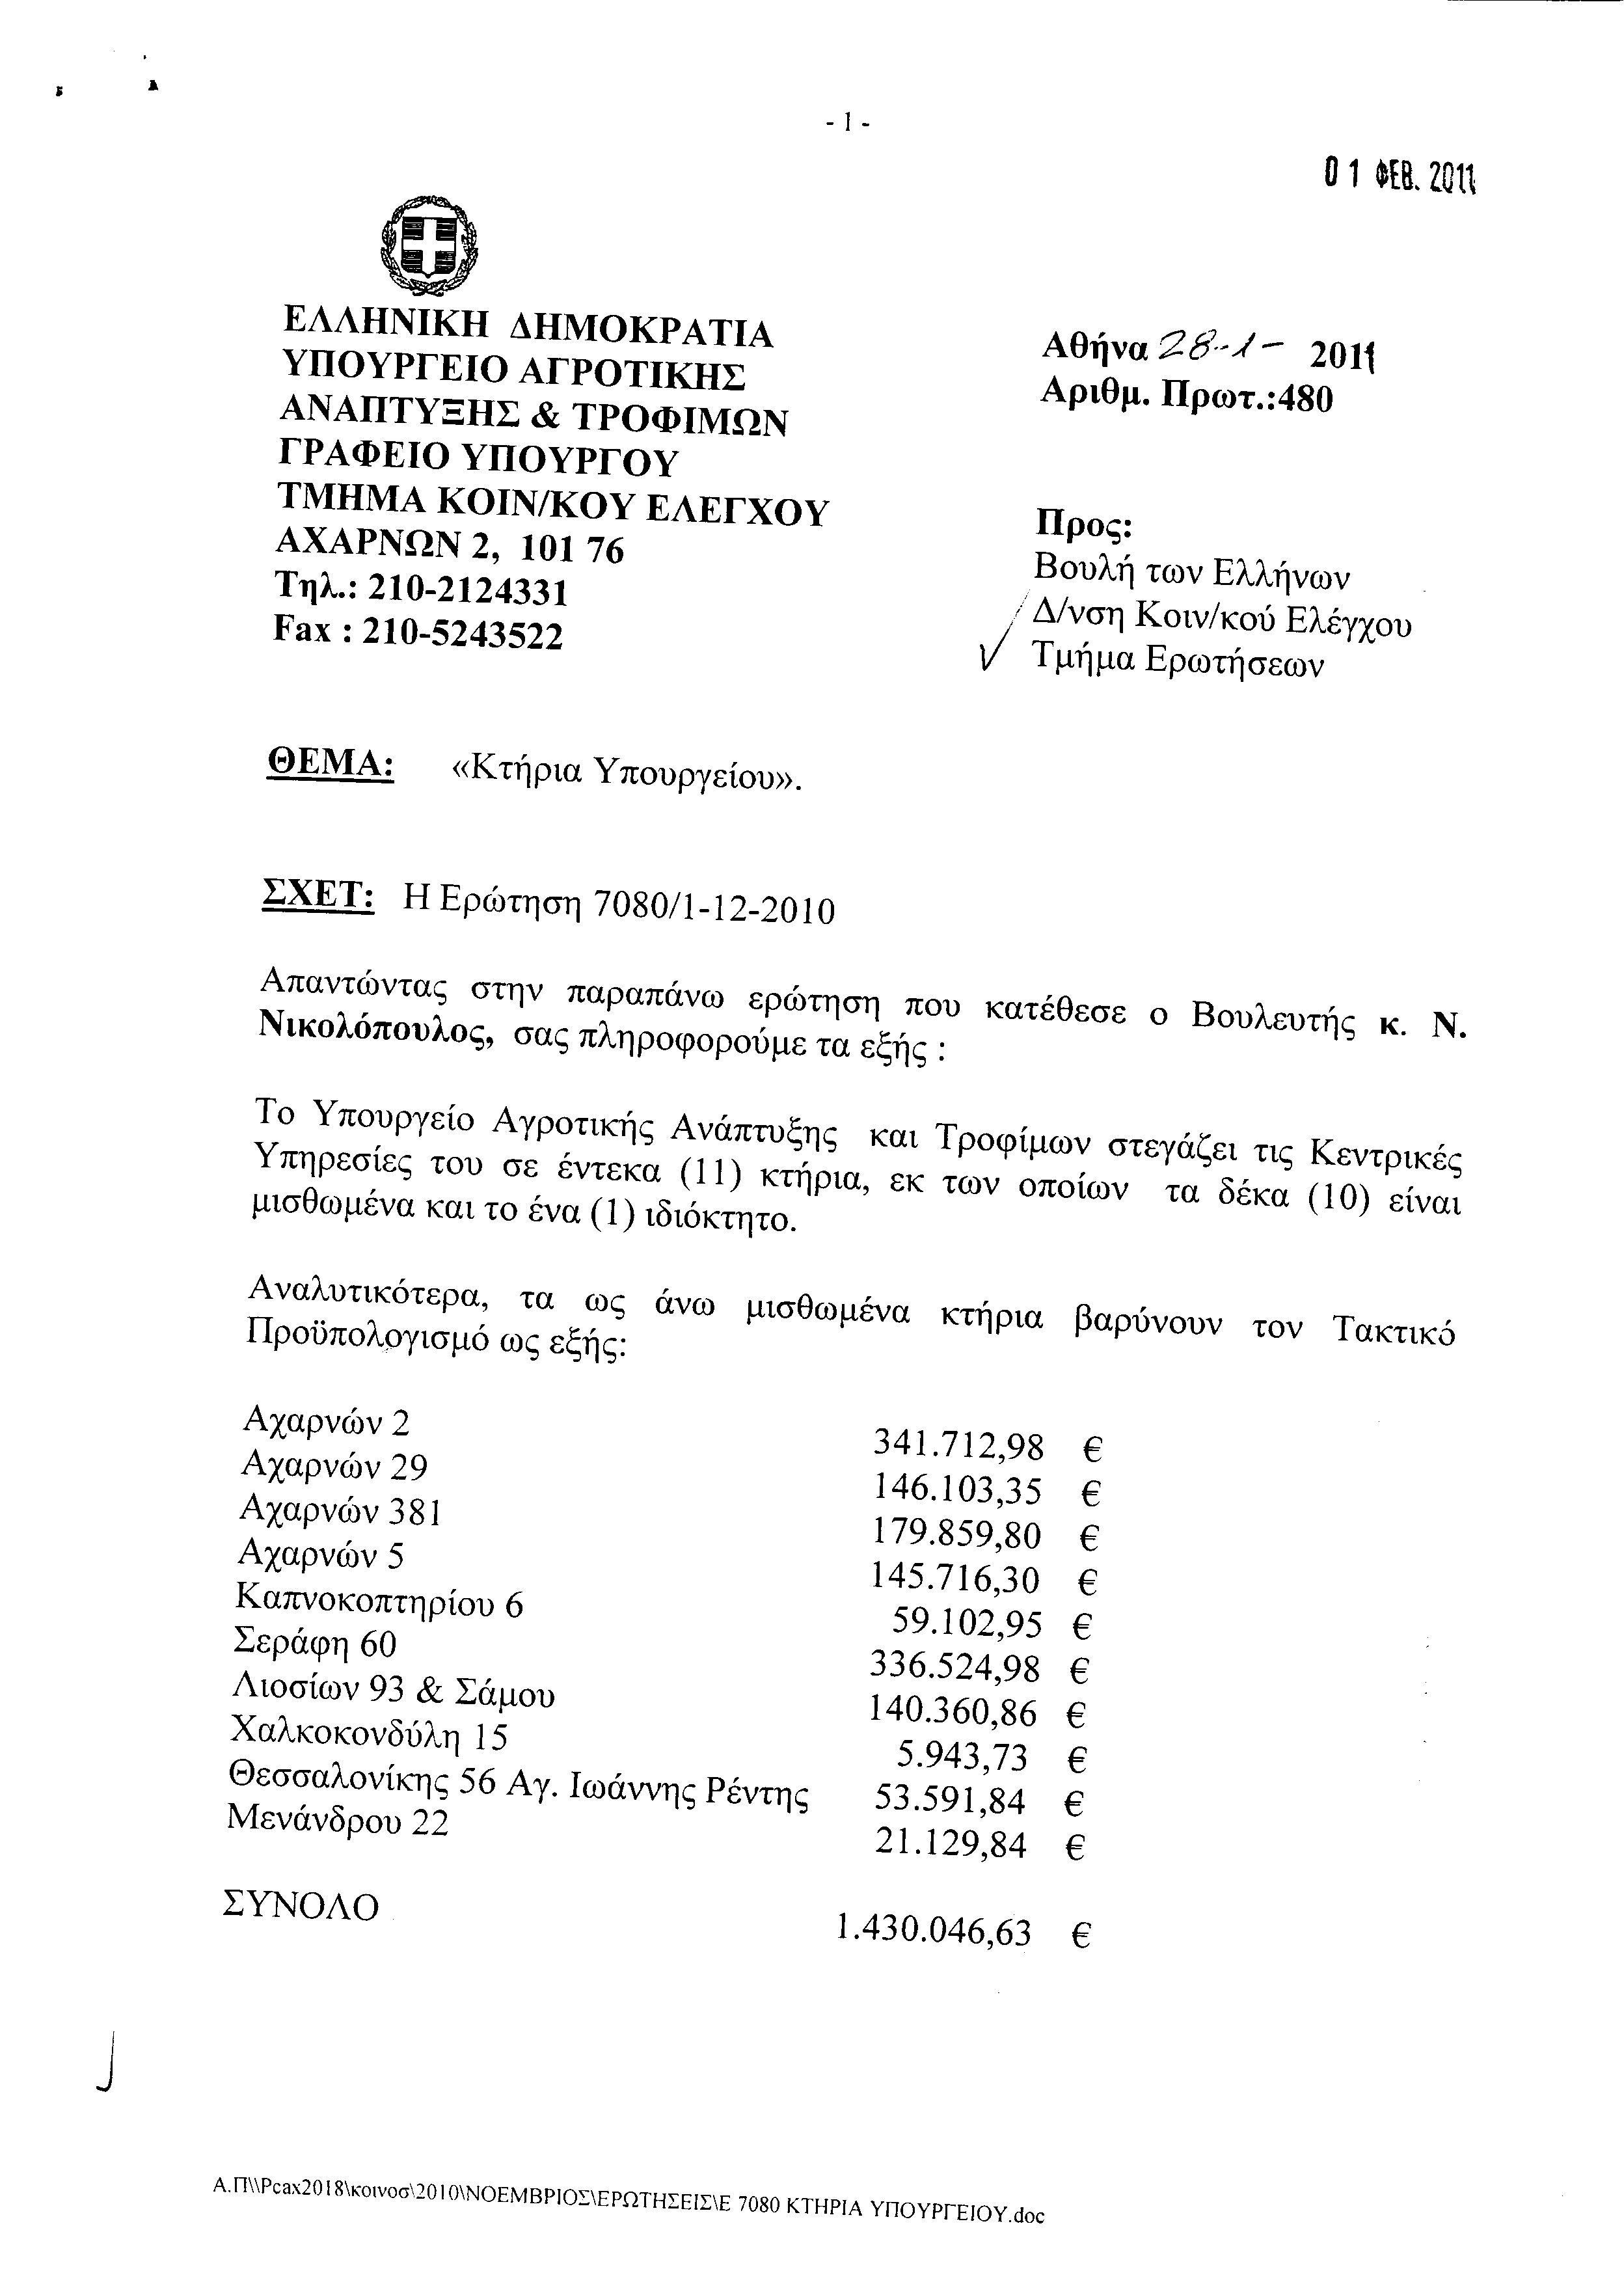 - 1 -
01 ΦΕΒ. 2011
ΕΛΛΗΝΙΚΗ ΔΗΜΟΚΡΑΤΙΑ
ΥΠΟΥΡΓΕΙΟ ΑΓΡΟΤΙΚΗΣ
ΑΝΑΠΤΥΞΗΣ & ΤΡΟΦΙΜΩΝ
ΓΡΑΦΕΙΟ ΥΠΟΥΡΓΟΥ
ΤΜΗΜΑ ΚΟΙΝ/ΚΟΥ ΕΛΕΓΧΟΥ
ΑΧΑΡΝΩΝ 2, 101 76
Τηλ.: 210-2124331
Fax : 210-5243522
Αθήνα 28-1- 2011
Αριθμ. Πρωτ.:480
Προς:
Βουλή των Ελλήνων
Δ/νση Κοιν/κού Ελέγχου
Τμήμα Ερωτήσεων
ΘΕΜΑ: «Κτήρια Υπουργείου».
ΣΧΕΤ: Η Ερώτηση 7080/1-12-2010
Απαντώντας στην παραπάνω ερώτηση που κατέθεσε ο Βουλευτής κ. Ν.
Νικολόπουλος, σας πληροφορούμε τα εξής :
Το Υπουργείο Αγροτικής Ανάπτυξης και Τροφίμων στεγάζει τις Κεντρικές
Υπηρεσίες του σε έντεκα (11) κτήρια, εκ των οποίων τα δέκα (10) είναι
μισθωμένα και το ένα (1) ιδιόκτητο.
Αναλυτικότερα, τα ως άνω μισθωμένα κτήρια βαρύνουν τον Τακτικό
Προϋπολογισμό ως εξής:
Αχαρνών 2 341.712,98 €
Αχαρνών 29 146.103,35 €
Αχαρνών 381 179.859,80 €
Αχαρνών 5 145.716,30 €
Καπνοκοπτηρίου 6 59.102,95 €
Σεράφη 60 336.524,98 €
Λιοσίων 93 & Σάμου 140.360,86 €
Χαλκοκονδύλη 15 5.943,73 €
Θεσσαλονίκης 56 Αγ. Ιωάννης Ρέντης 53.591,84 €
Μενάνδρου 22 21.129,84 €
ΣΥΝΟΛΟ 1.430.046,63 €
Α.Π\\Pcax2018\κοινοσ\2010\ΝΟΕΜΒΡΙΟΣ\ΕΡΩΤΗΣΕΙΣ\Ε 7080 ΚΤΗΡΙΑ ΥΠΟΥΡΓΕΙΟΥ.doc